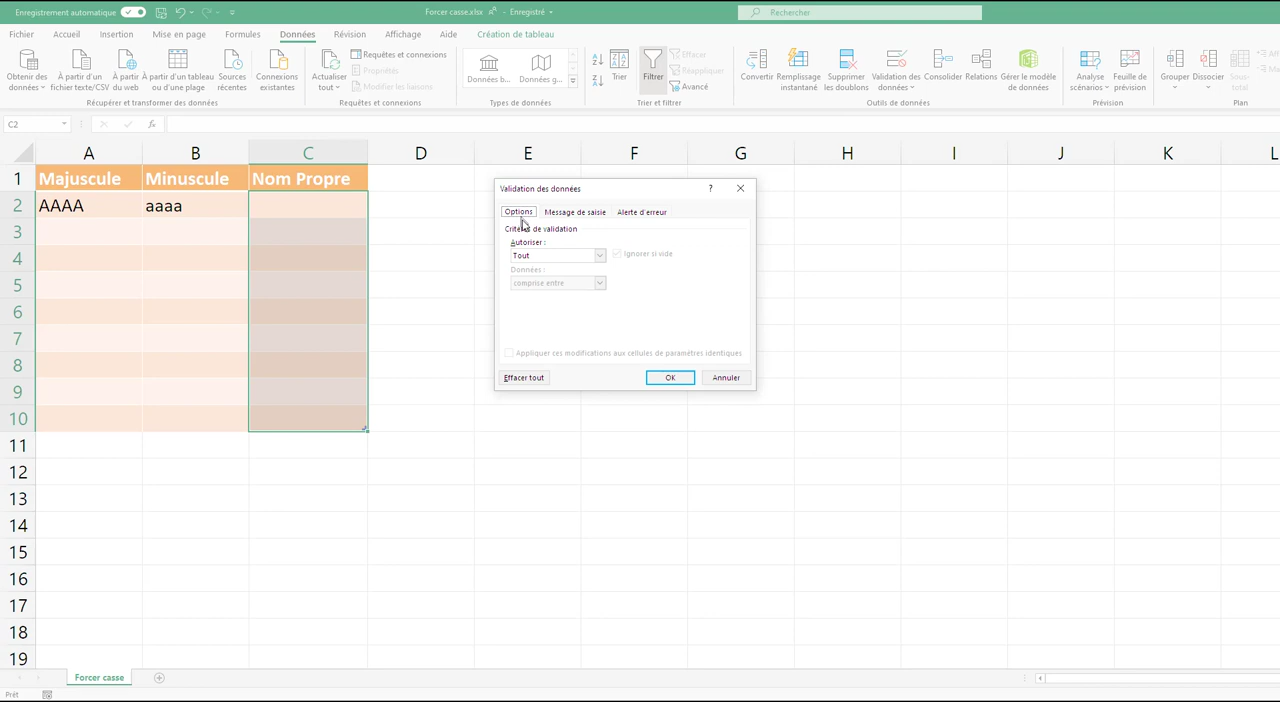 Enregistrement automatique
Forcer casse.xlsx - Enregistré
Rechercher
Fichier Accueil Insertion Mise en page Formules Données Révision Affichage Aide Création de tableau
Obtenir des données
À partir d'un fichier texte/CSV
À partir du web
À partir d'un tableau ou d'une plage
Sources récentes
Connexions existantes
Récupérer et transformer des données
Actualiser tout
Requêtes et connexions
Propriétés
Modifier les liaisons
Requêtes et connexions
Données b...
Données g...
Types de données
Trier
Filtrer
Effacer
Réappliquer
Avancé
Trier et filtrer
Convertir
Remplissage instantané
Supprimer les doublons
Validation des données
Consolider
Relations
Gérer le modèle de données
Outils de données
Analyse scénarios
Feuille de prévision
Prévision
Grouper
Dissocier
Sous-total
Plan
C2
fx
A B C D E F G H I J K L
1 Majuscule Minuscule Nom Propre
2 AAAA aaaa
3
4
5
6
7
8
9
10
11
12
13
14
15
16
17
18
19
Validation des données
?
Options Message de saisie Alerte d'erreur
Critères de validation
Autoriser :
Tout
Ignorer si vide
Données :
comprise entre
Appliquer ces modifications aux cellules de paramètres identiques
Effacer tout OK Annuler
Forcer casse
Prêt